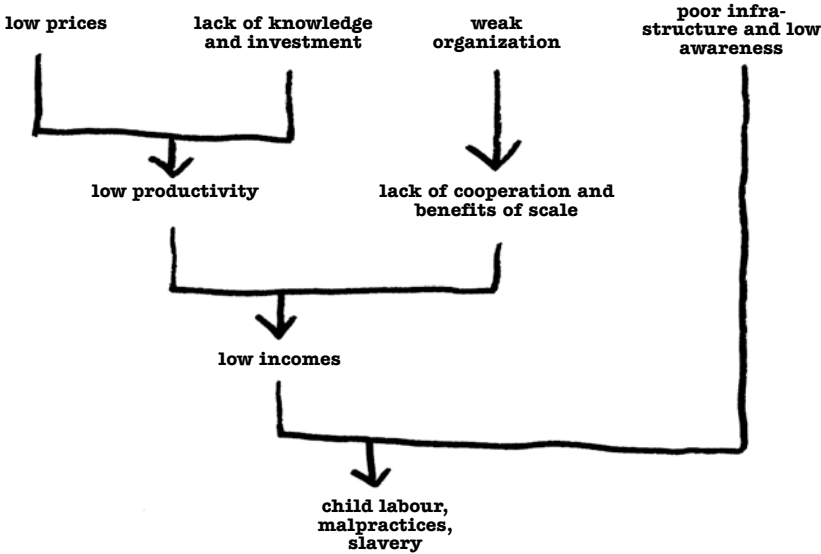 low prices
lack of knowledge
and investment
weak
organization
poor infra-
structure and low
awareness
low productivity
lack of cooperation and
benefits of scale
low incomes
child labour,
malpractices,
slavery